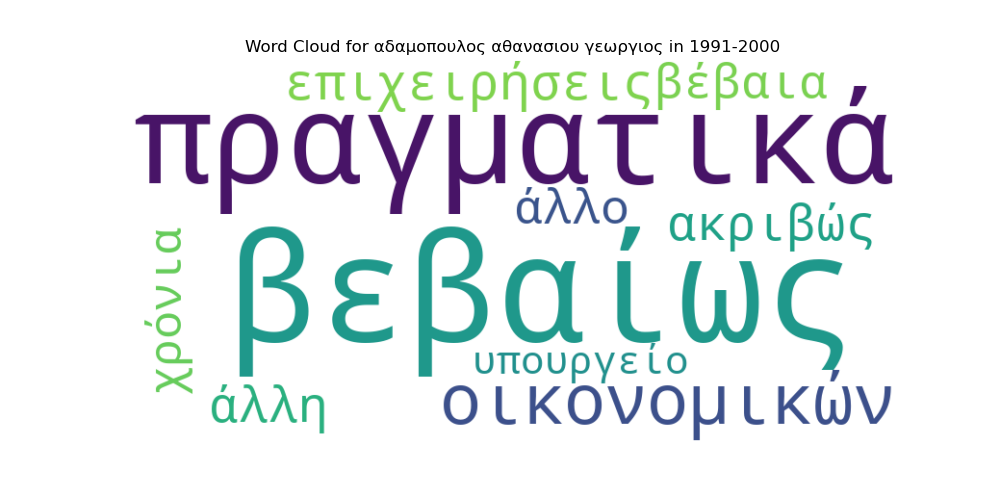 Word Cloud for αδαμοπουλος αθανασιου γεωργιος in 1991-2000
επιχειρήσεις βέβαια
πραγματικά
άλλο
ακριβώς
χρόνια
βεβαίως
υπουργείο
άλλη
οικονομικών